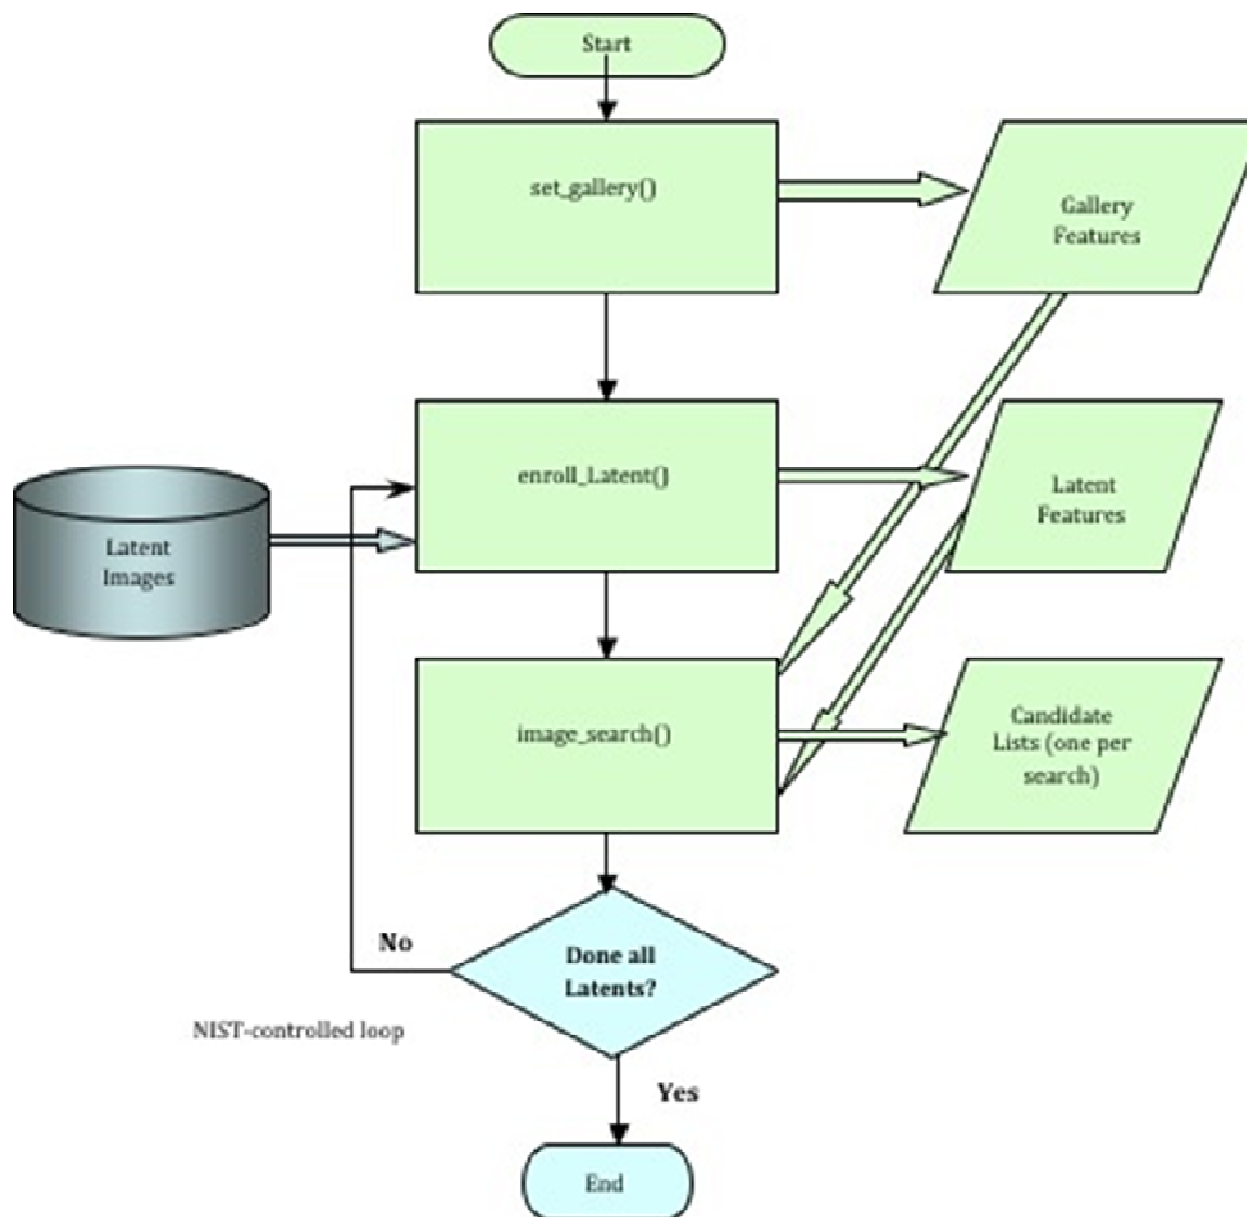 Start
set_gallery()
Gallery
Features
enroll_Latent()
Latent
Features
Latent
Images
image_search()
Candidate
Lists (one per
search)
No
Done all
Latents?
NIST-controlled loop
Yes
End